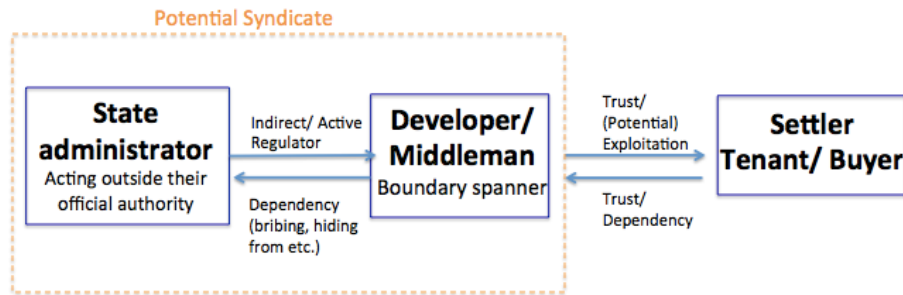 Potential Syndicate
State
administrator
Acting outside their
official authority
Indirect/ Active
Regulator
Dependency
(bribing, hiding
from etc.)
Developer/
Middleman
Boundary spanner
Trust/
(Potential)
Exploitation
Trust/
Dependency
Settler
Tenant/ Buyer